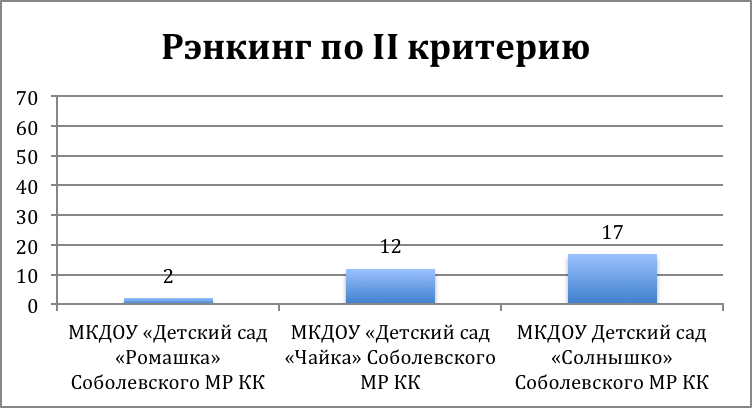 Рэнкинг по II критерию
70
60
50
40
30
20
10
0
2
12
17
МКДОУ «Детский сад
«Ромашка»
Соболевского МР КК
МКДОУ «Детский сад
«Чайка» Соболевского
МР КК
МКДОУ Детский сад
«Солнышко»
Соболевского МР КК